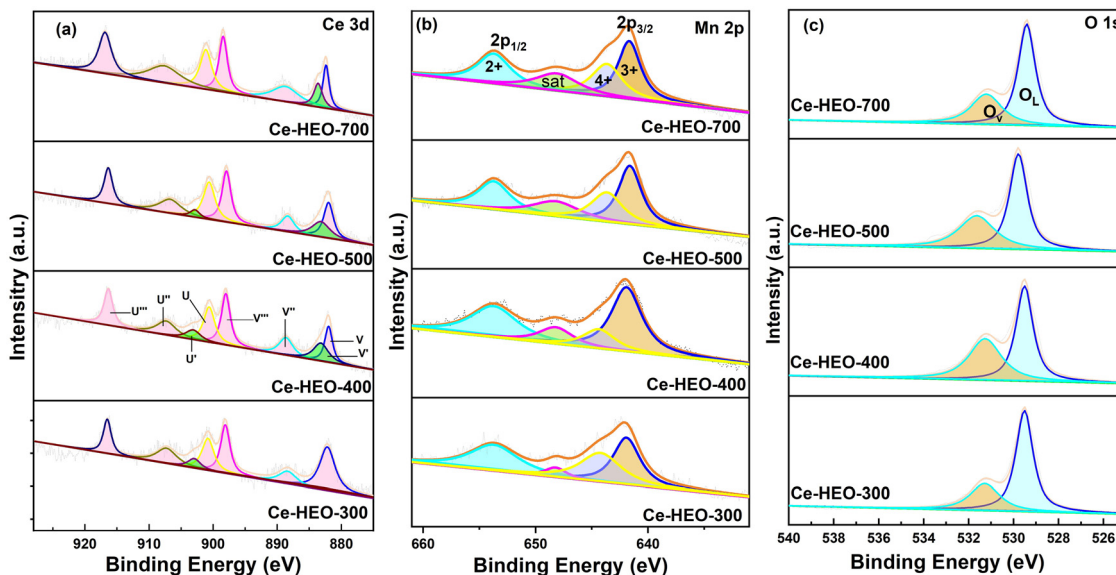 (a)
Ce 3d
Ce-HEO-700
Ce-HEO-500
U'''
U''
U
U'
V'''
V''
V
V'
Ce-HEO-400
Ce-HEO-300
920
910
900
890
880
Binding Energy (eV)
Intensitry (a.u.)
(b)
Mn 2p
2p1/2
2p3/2
2+
sat
4+
3+
Ce-HEO-700
Ce-HEO-500
Ce-HEO-400
Ce-HEO-300
660
650
640
Binding Energy (eV)
Intensity (a.u.)
(c)
O 1s
Ce-HEO-700
Ov
OL
Ce-HEO-500
Ce-HEO-400
Ce-HEO-300
540
538
536
534
532
530
528
526
Binding Energy (eV)
Intensity (a.u.)